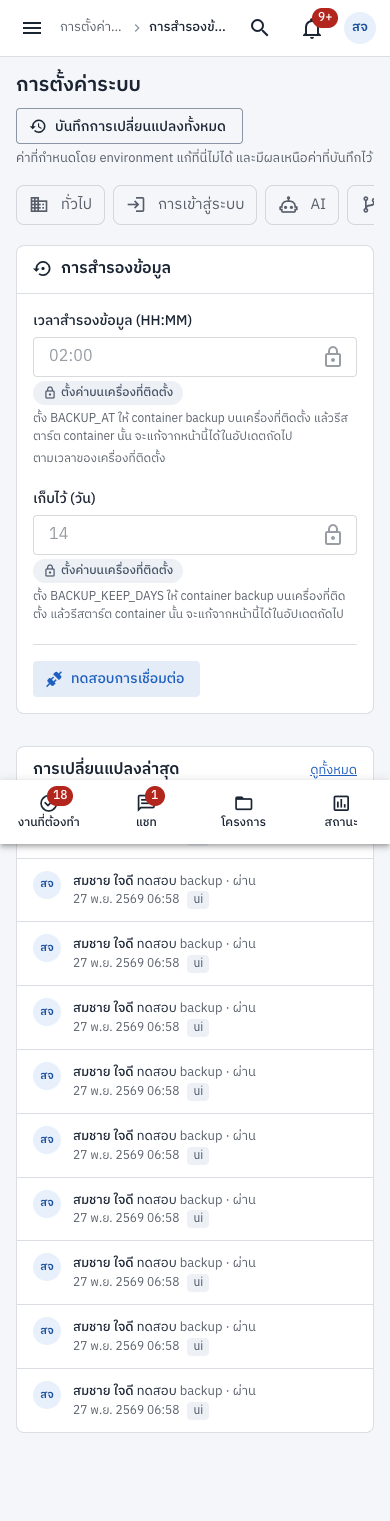 การตั้งค่า... > การสำรองข้... 9+ สจ
การตั้งค่าระบบ
บันทึกการเปลี่ยนแปลงทั้งหมด
ค่าที่กำหนดโดย environment แก้ที่นี่ไม่ได้ และมีผลเหนือค่าที่บันทึกไว้
ทั่วไป การเข้าสู่ระบบ AI
การสำรองข้อมูล
เวลาสำรองข้อมูล (HH:MM)
02:00
ตั้งค่าบนเครื่องที่ติดตั้ง
ตั้ง BACKUP_AT ให้ container backup บนเครื่องที่ติดตั้ง แล้วรีส
ตาร์ต container นั้น จะแก้จากหน้านี้ได้ในอัปเดตถัดไป
ตามเวลาของเครื่องที่ติดตั้ง
เก็บไว้ (วัน)
14
ตั้งค่าบนเครื่องที่ติดตั้ง
ตั้ง BACKUP_KEEP_DAYS ให้ container backup บนเครื่องที่ติด
ตั้ง แล้วรีสตาร์ต container นั้น จะแก้จากหน้านี้ได้ในอัปเดตถัดไป
ทดสอบการเชื่อมต่อ
การเปลี่ยนแปลงล่าสุด ดูทั้งหมด
18 1
งานที่ต้องทำ แชท โครงการ สถานะ
สจ สมชาย ใจดี ทดสอบ backup · ผ่าน
27 พ.ย. 2569 06:58 ui
สจ สมชาย ใจดี ทดสอบ backup · ผ่าน
27 พ.ย. 2569 06:58 ui
สจ สมชาย ใจดี ทดสอบ backup · ผ่าน
27 พ.ย. 2569 06:58 ui
สจ สมชาย ใจดี ทดสอบ backup · ผ่าน
27 พ.ย. 2569 06:58 ui
สจ สมชาย ใจดี ทดสอบ backup · ผ่าน
27 พ.ย. 2569 06:58 ui
สจ สมชาย ใจดี ทดสอบ backup · ผ่าน
27 พ.ย. 2569 06:58 ui
สจ สมชาย ใจดี ทดสอบ backup · ผ่าน
27 พ.ย. 2569 06:58 ui
สจ สมชาย ใจดี ทดสอบ backup · ผ่าน
27 พ.ย. 2569 06:58 ui
สจ สมชาย ใจดี ทดสอบ backup · ผ่าน
27 พ.ย. 2569 06:58 ui